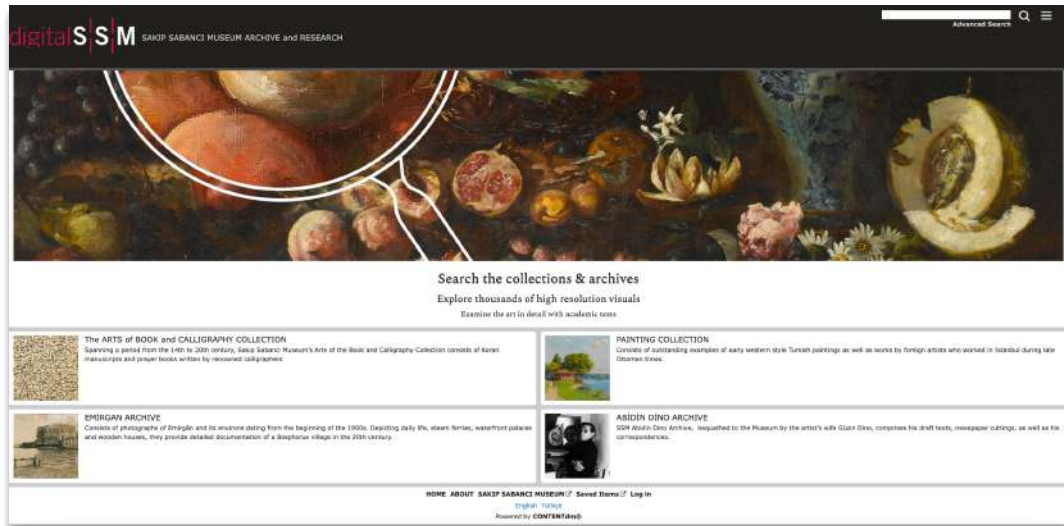 Advanced Search
digitalSSM SAKIP SABANCI MUSEUM ARCHIVE and RESEARCH
Search the collections & archives
Explore thousands of high resolution visuals
Examine the art in detail with academic texts
The ARTS of BOOK and CALLIGRAPHY COLLECTION
Spanning a period from the 14th to 20th century, Sakıp Sabancı Museum's Arts of the Book and Calligraphy Collection consists of Koran
manuscripts and prayer books written by renowned calligraphers
PAINTING COLLECTION
Consists of outstanding examples of early western style Turkish paintings as well as works by foreign artists who worked in Istanbul during late
Ottoman times.
EMİRGAN ARCHIVE
Consists of photographs of Emirgân and its environs dating from the beginning of the 1900s. Depicting daily life, steam ferries, waterfront palaces
and wooden houses, they provide detailed documentation of a Bosphorus village in the 20th century.
ABİDİN DİNO ARCHIVE
SSM Abidin Dino Archive, bequathed to the Museum by the artist's wife Güzin Dino, comprises his draft texts, newspaper cuttings, as well as his
correspondences.
HOME ABOUT SAKIP SABANCI MUSEUM Saved Items Log in
English Türkçe
Powered by CONTENTdm®